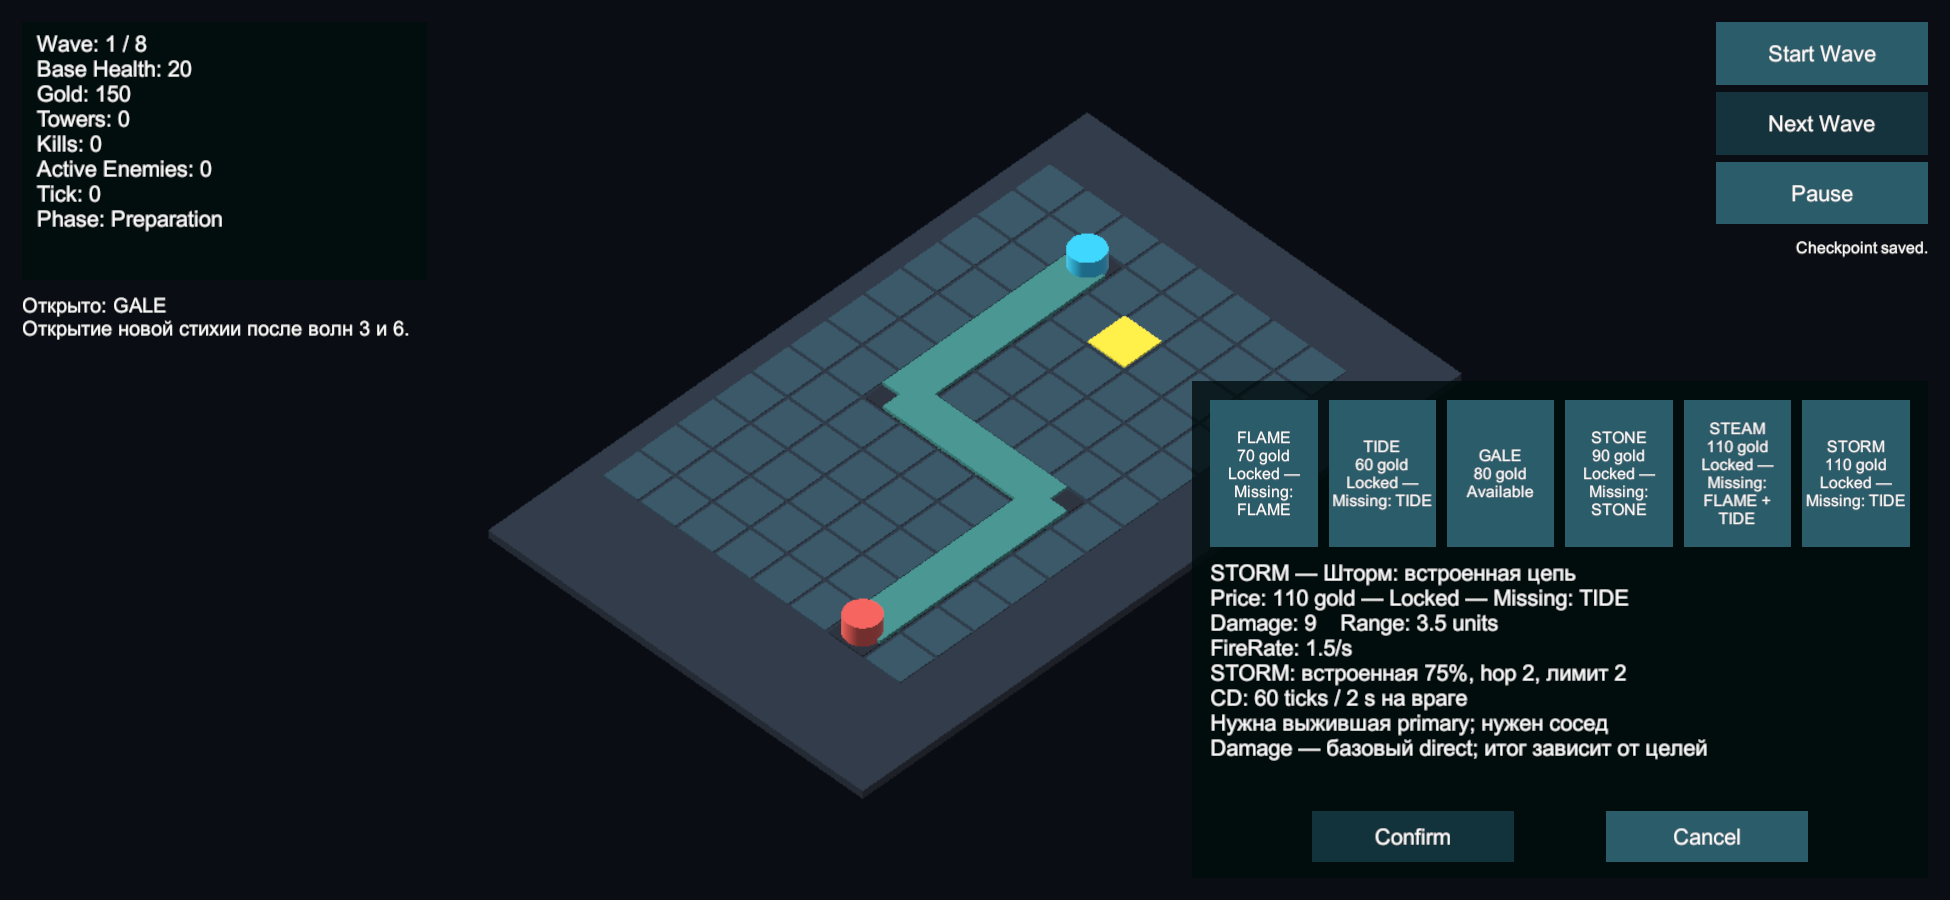 Wave: 1 / 8
Base Health: 20
Gold: 150
Towers: 0
Kills: 0
Active Enemies: 0
Tick: 0
Phase: Preparation
Открыто: GALE
Открытие новой стихии после волн 3 и 6.
Start Wave
Next Wave
Pause
Checkpoint saved.
FLAME
70 gold
Locked —
Missing:
FLAME
TIDE
60 gold
Locked —
Missing: TIDE
GALE
80 gold
Available
STONE
90 gold
Locked —
Missing:
STONE
STEAM
110 gold
Locked —
Missing:
FLAME +
TIDE
STORM
110 gold
Locked —
Missing: TIDE
STORM — Шторм: встроенная цепь
Price: 110 gold — Locked — Missing: TIDE
Damage: 9    Range: 3.5 units
FireRate: 1.5/s
STORM: встроенная 75%, hop 2, лимит 2
CD: 60 ticks / 2 s на враге
Нужна выжившая primary; нужен сосед
Damage — базовый direct; итог зависит от целей
Confirm
Cancel